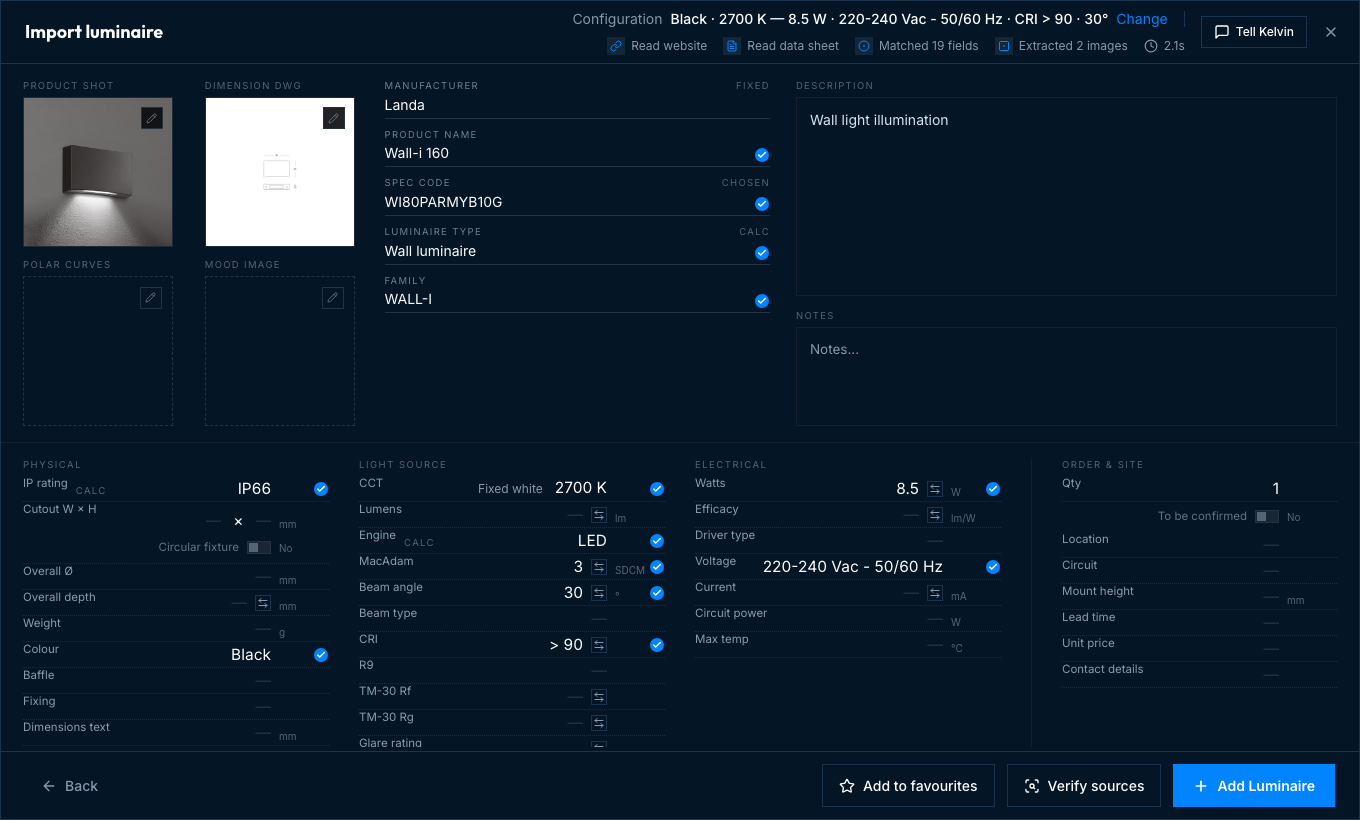 Import luminaire
Configuration Black · 2700 K — 8.5 W · 220-240 Vac - 50/60 Hz · CRI > 90 · 30° Change
Read website Read data sheet Matched 19 fields Extracted 2 images 2.1s
Tell Kelvin
PRODUCT SHOT
DIMENSION DWG
POLAR CURVES
MOOD IMAGE
MANUFACTURER FIXED
Landa
PRODUCT NAME
Wall-i 160
SPEC CODE CHOSEN
WI80PARMYB10G
LUMINAIRE TYPE CALC
Wall luminaire
FAMILY
WALL-I
DESCRIPTION
Wall light illumination
NOTES
Notes...
PHYSICAL
IP rating CALC IP66
Cutout W × H — × — mm
Circular fixture No
Overall Ø — mm
Overall depth — mm
Weight — g
Colour Black
Baffle —
Fixing —
Dimensions text — mm
LIGHT SOURCE
CCT Fixed white 2700 K
Lumens — lm
Engine CALC LED
MacAdam 3 SDCM
Beam angle 30 °
Beam type —
CRI > 90
R9 —
TM-30 Rf —
TM-30 Rg —
Glare rating
ELECTRICAL
Watts 8.5 W
Efficacy — lm/W
Driver type —
Voltage 220-240 Vac - 50/60 Hz
Current — mA
Circuit power — W
Max temp — °C
ORDER & SITE
Qty 1
To be confirmed No
Location —
Circuit —
Mount height — mm
Lead time —
Unit price —
Contact details —
Back
Add to favourites
Verify sources
Add Luminaire